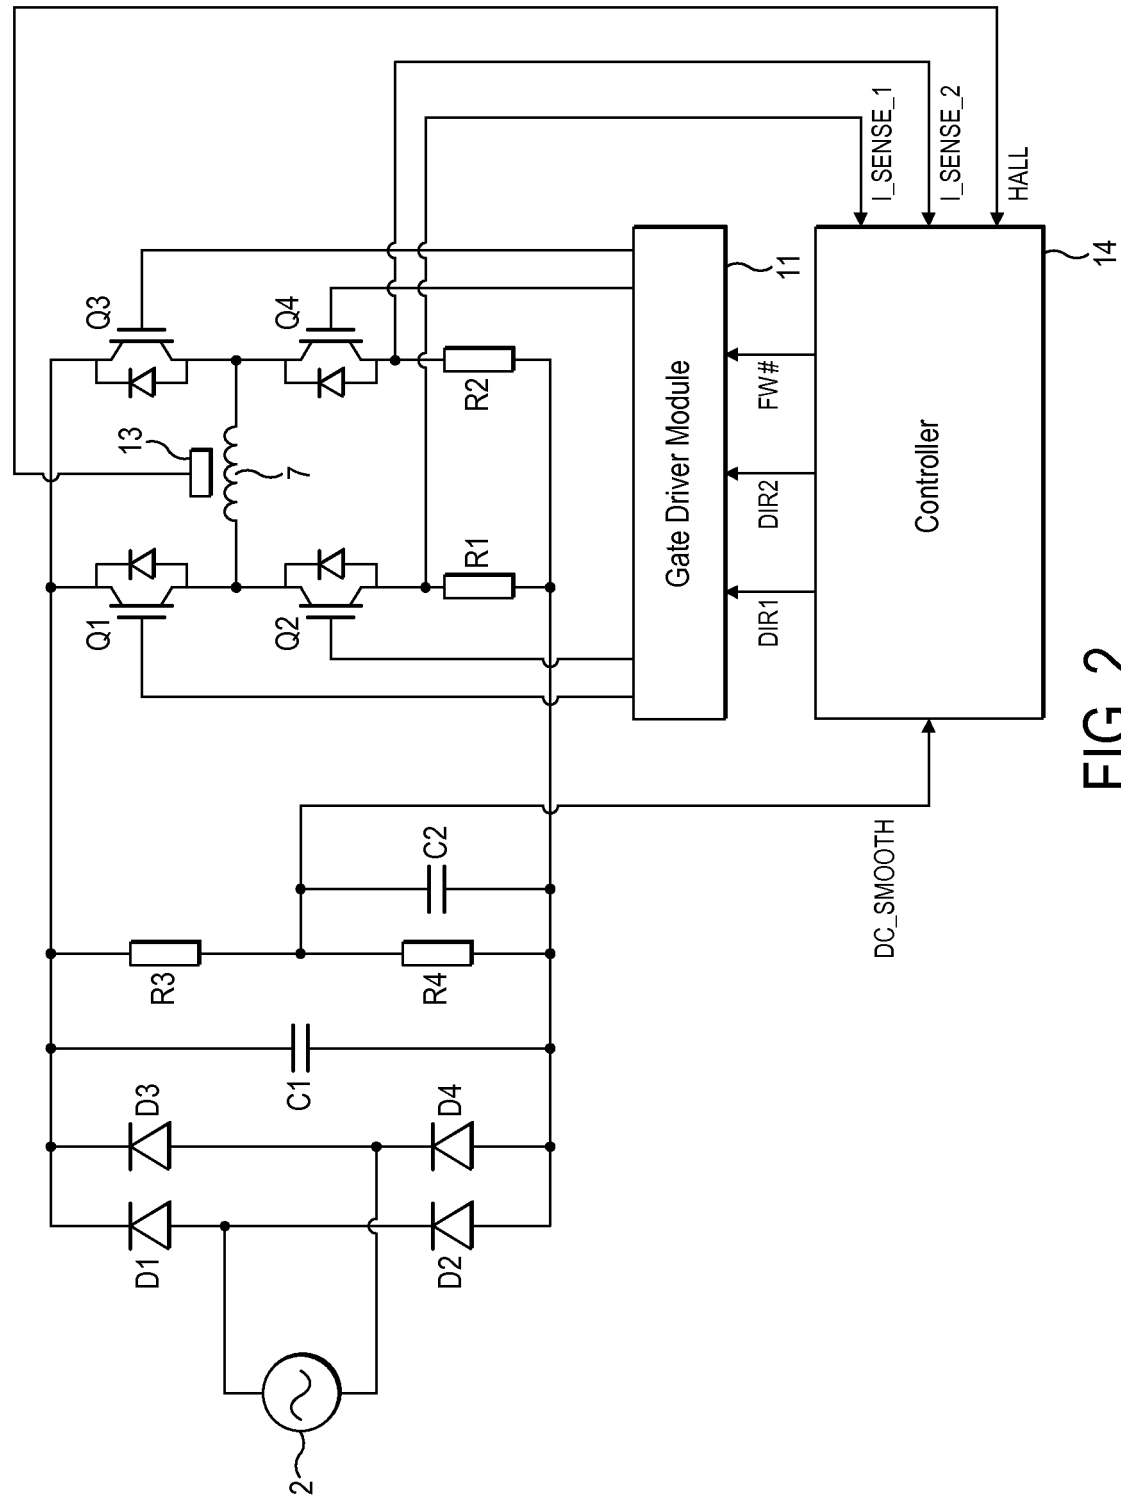 2
D1
D2
D3
D4
C1
R3
R4
C2
DC_SMOOTH
Q1
Q2
Q3
Q4
13
7
R1
R2
Gate Driver Module
11
DIR1
DIR2
FW#
Controller
14
I_SENSE_1
I_SENSE_2
HALL
FIG. 2